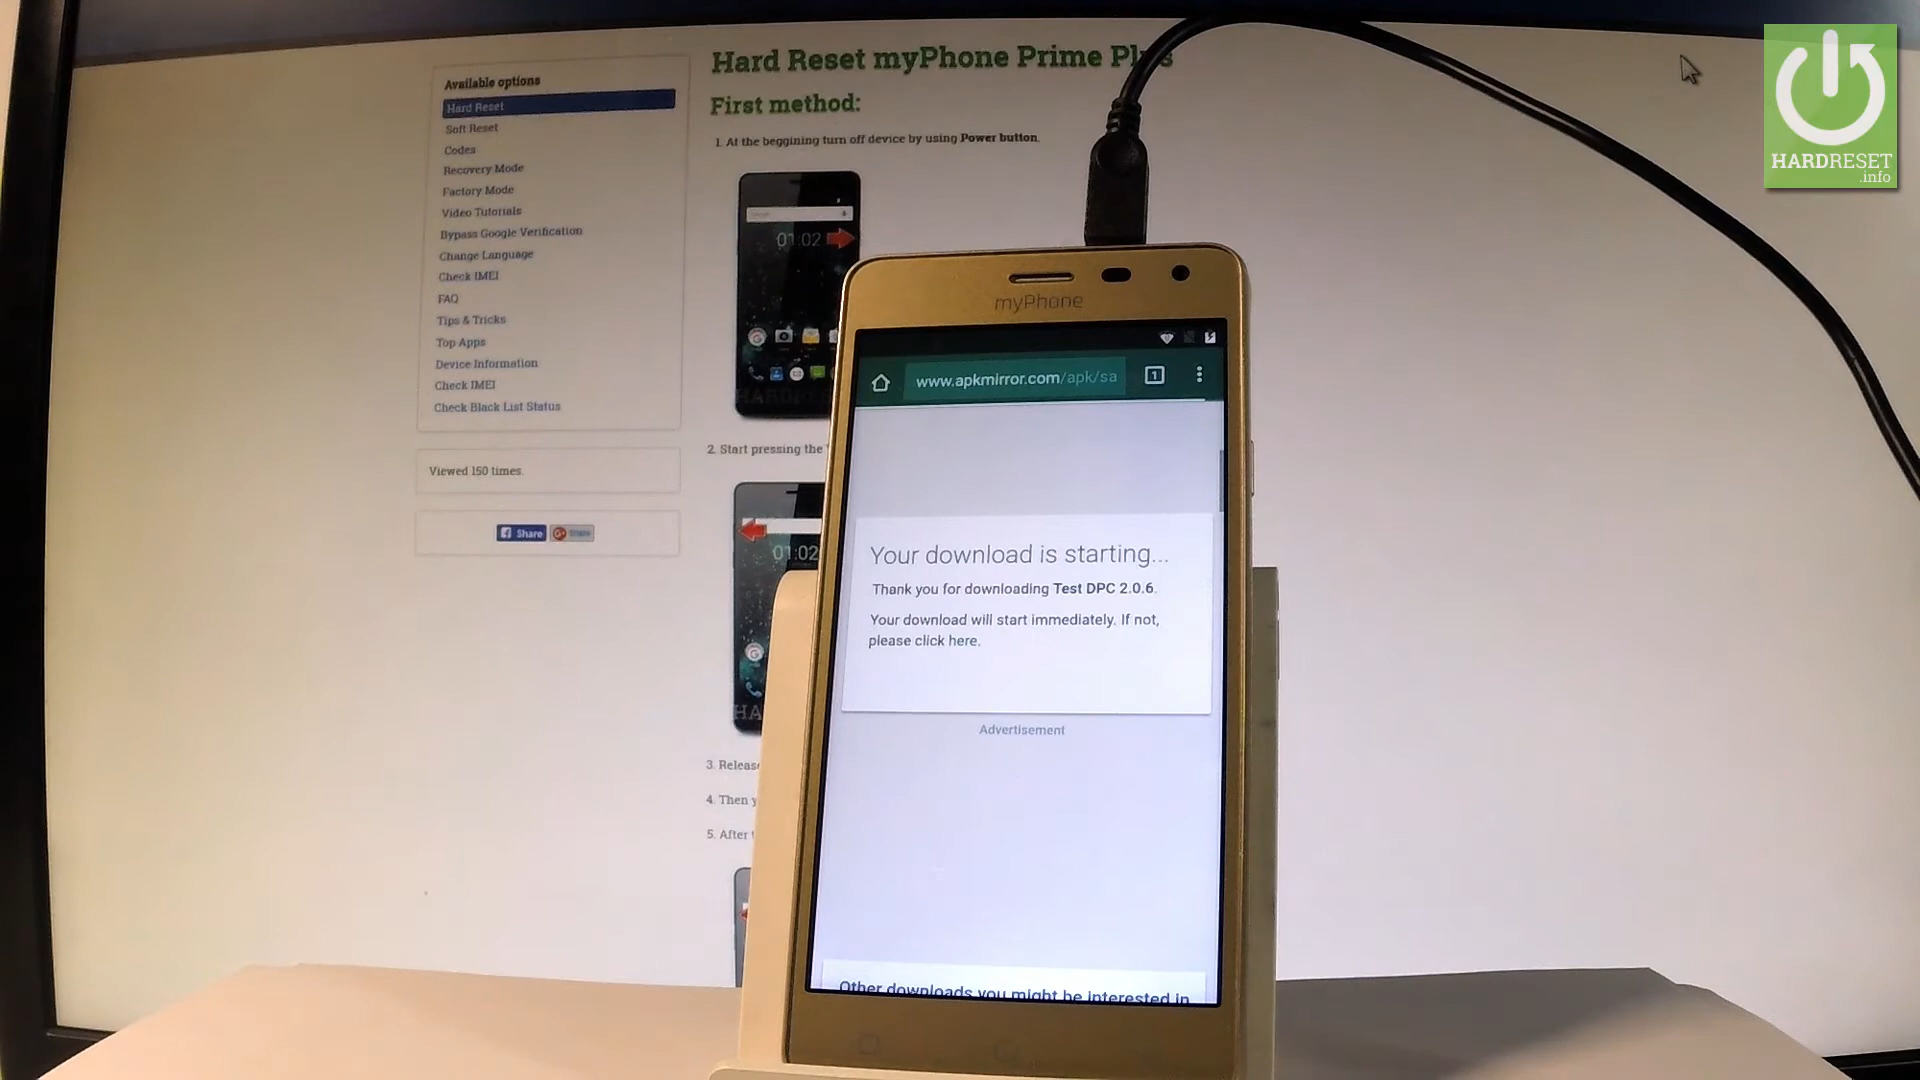 Hard Reset myPhone Prime Plus
First method:
1. At the beggining turn off device by using Power button.
2. Start pressing the
3. Release
4. Then
5. After
Available options
Hard Reset
Soft Reset
Codes
Recovery Mode
Factory Mode
Video Tutorials
Bypass Google Verification
Change Language
Check IMEI
FAQ
Tips & Tricks
Top Apps
Device Information
Check IMEI
Check Black List Status
Viewed 150 times.
Share
Share
01:02
01:02
HARDRESET
.info
myPhone
www.apkmirror.com/apk/sa
1
Your download is starting...
Thank you for downloading Test DPC 2.0.6.
Your download will start immediately. If not,
please click here.
Advertisement
Other downloads you might be interested in